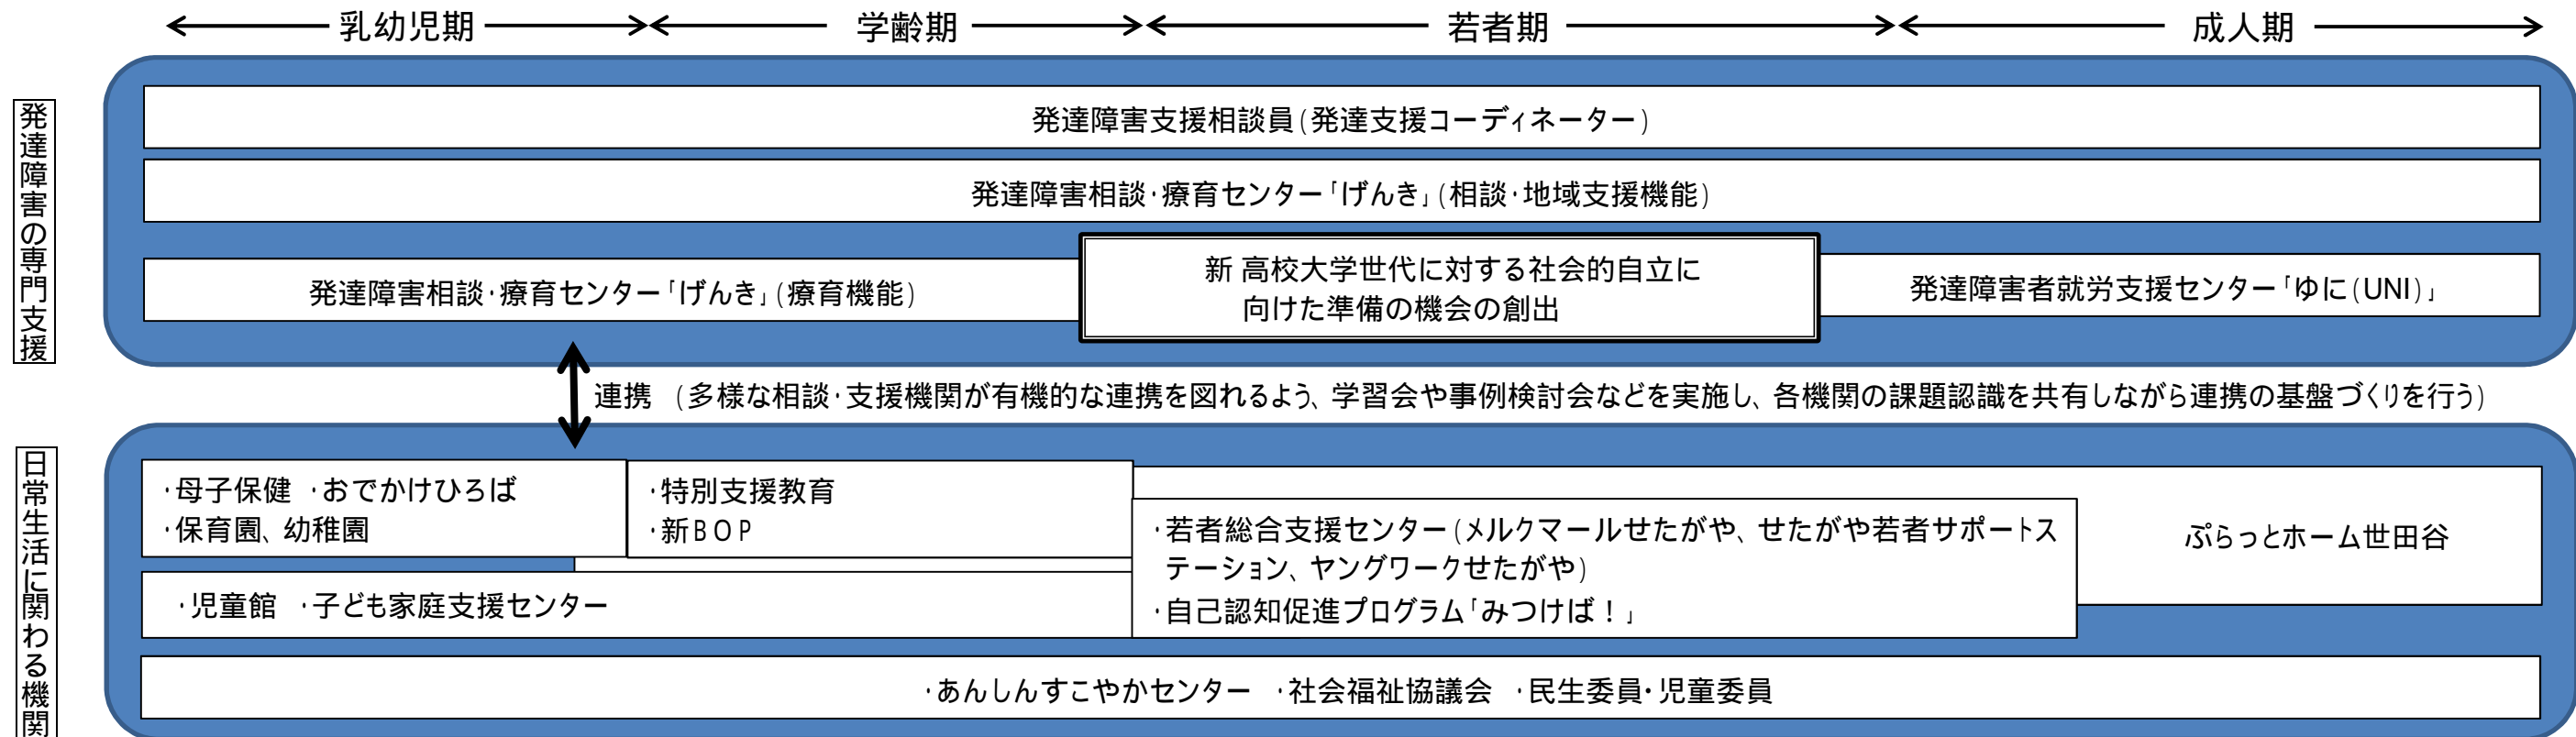 乳幼児期
学齢期
若者期
成人期
発達障害の専門支援
発達障害支援相談員(発達支援コーディネーター)
発達障害相談・療育センター「げんき」(相談・地域支援機能)
発達障害相談・療育センター「げんき」(療育機能)
新 高校大学世代に対する社会的自立に
向けた準備の機会の創出
発達障害者就労支援センター「ゆに(UNI)」
連携 (多様な相談・支援機関が有機的な連携を図れるよう、学習会や事例検討会などを実施し、各機関の課題認識を共有しながら連携の基盤づくりを行う)
日常生活に関わる機関
・母子保健 ・おでかけひろば
・保育園、幼稚園
・特別支援教育
・新BOP
・児童館 ・子ども家庭支援センター
・若者総合支援センター(メルクマールせたがや、せたがや若者サポートス
テーション、ヤングワークせたがや)
・自己認知促進プログラム「みつけば!」
ぷらっとホーム世田谷
・あんしんすこやかセンター ・社会福祉協議会 ・民生委員・児童委員